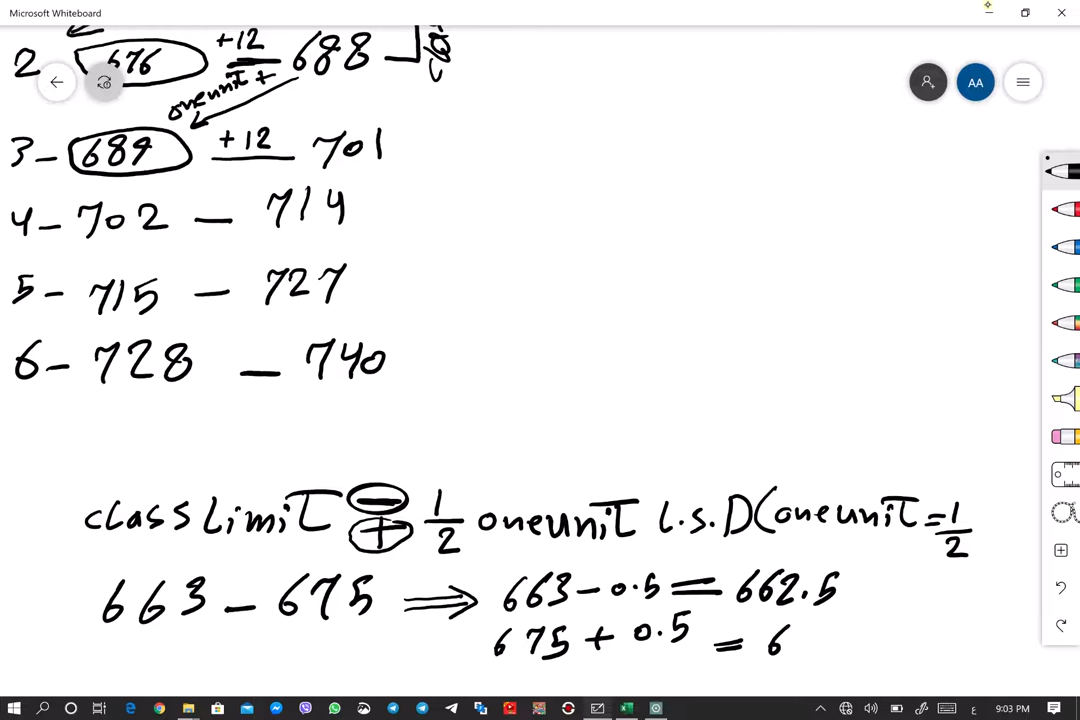 Microsoft Whiteboard
2 676 +12 688
one unit +
3- 689 +12 701
4- 702 - 714
5- 715 - 727
6- 728 - 740
class limit - + 1/2 one unit L.S.D (one unit = 1/2
663 - 675 ⇒ 663 - 0.5 = 662.5
675 + 0.5 = 6
AA
ع 9:03 PM